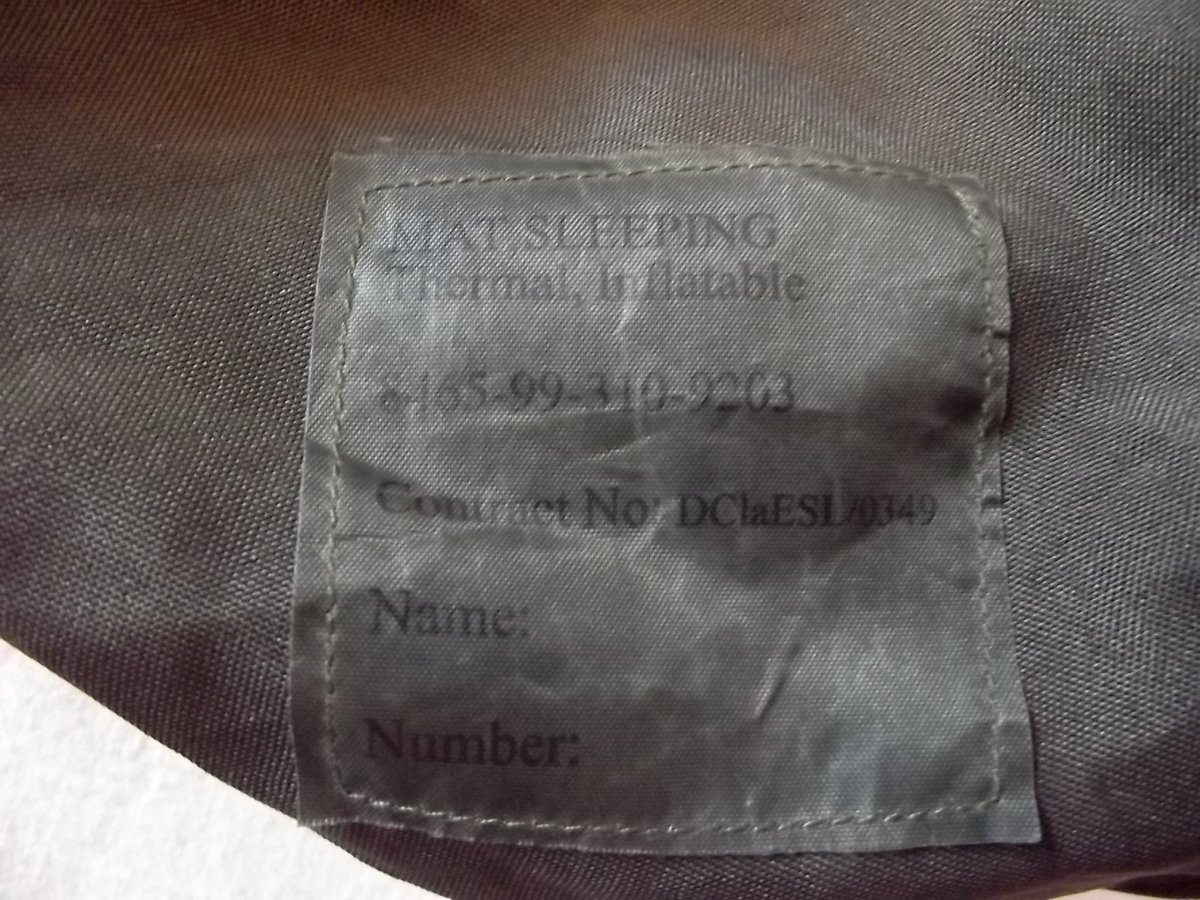 MAT SLEEPING
Thermal, Inflatable
8465-99-310-9203
Contract No: DClaESL/0349
Name:
Number: